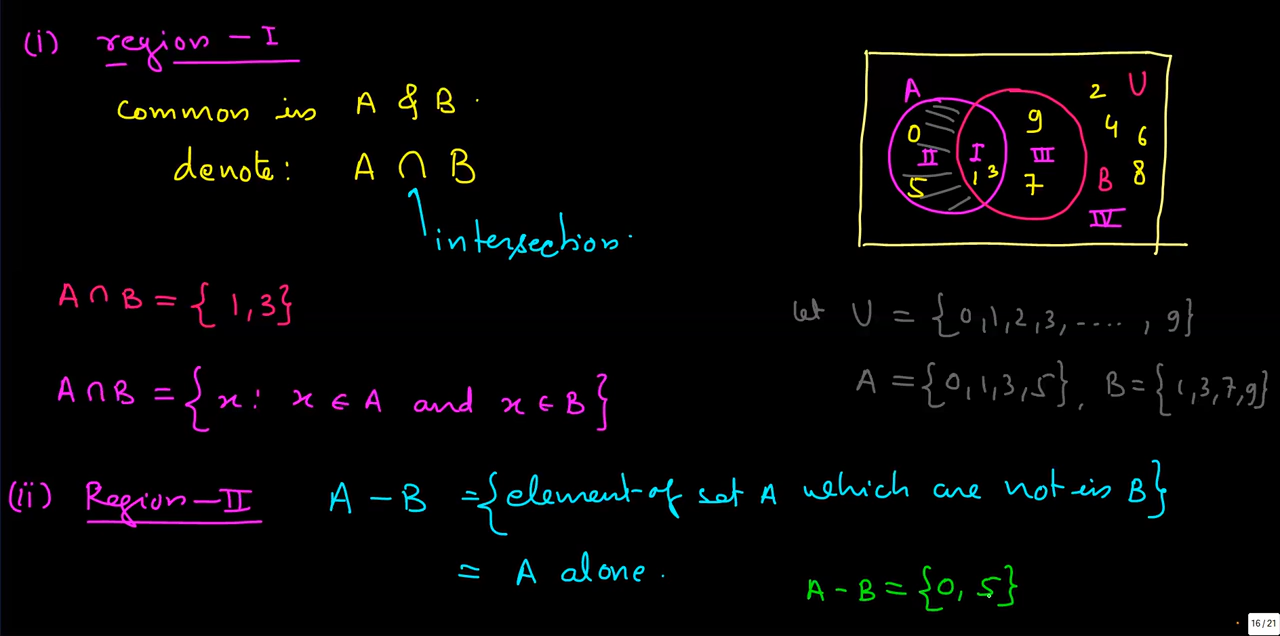 (i) region - I
common in A & B.
denote: A ∩ B
intersection.
A ∩ B = { 1, 3}
A ∩ B = { x : x ∈ A and x ∈ B}
A
U
2
0
9
4
6
II
I
III
5
1 3
7
B
8
IV
let U = {0, 1, 2, 3, ...., 9}
A = {0, 1, 3, 5}, B = {1, 3, 7, 9}
(ii) Region - II A - B = {element of set A which are not in B}
= A alone.
A - B = {0, 5}
16 / 21